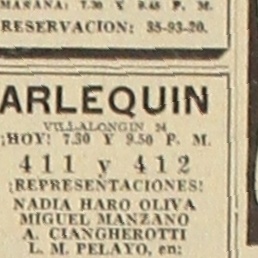 MAÑANA: 7.30 Y 9.45 P. M.
RESERVACION: 35-93-20.
ARLEQUIN
VILLALONGIN 24
¡HOY! 7.30 Y 9.50 P. M.
411 y 412
¡REPRESENTACIONES!
NADIA HARO OLIVA
MIGUEL MANZANO
A. CIANGHEROTTI
L. M. PELAYO, en: